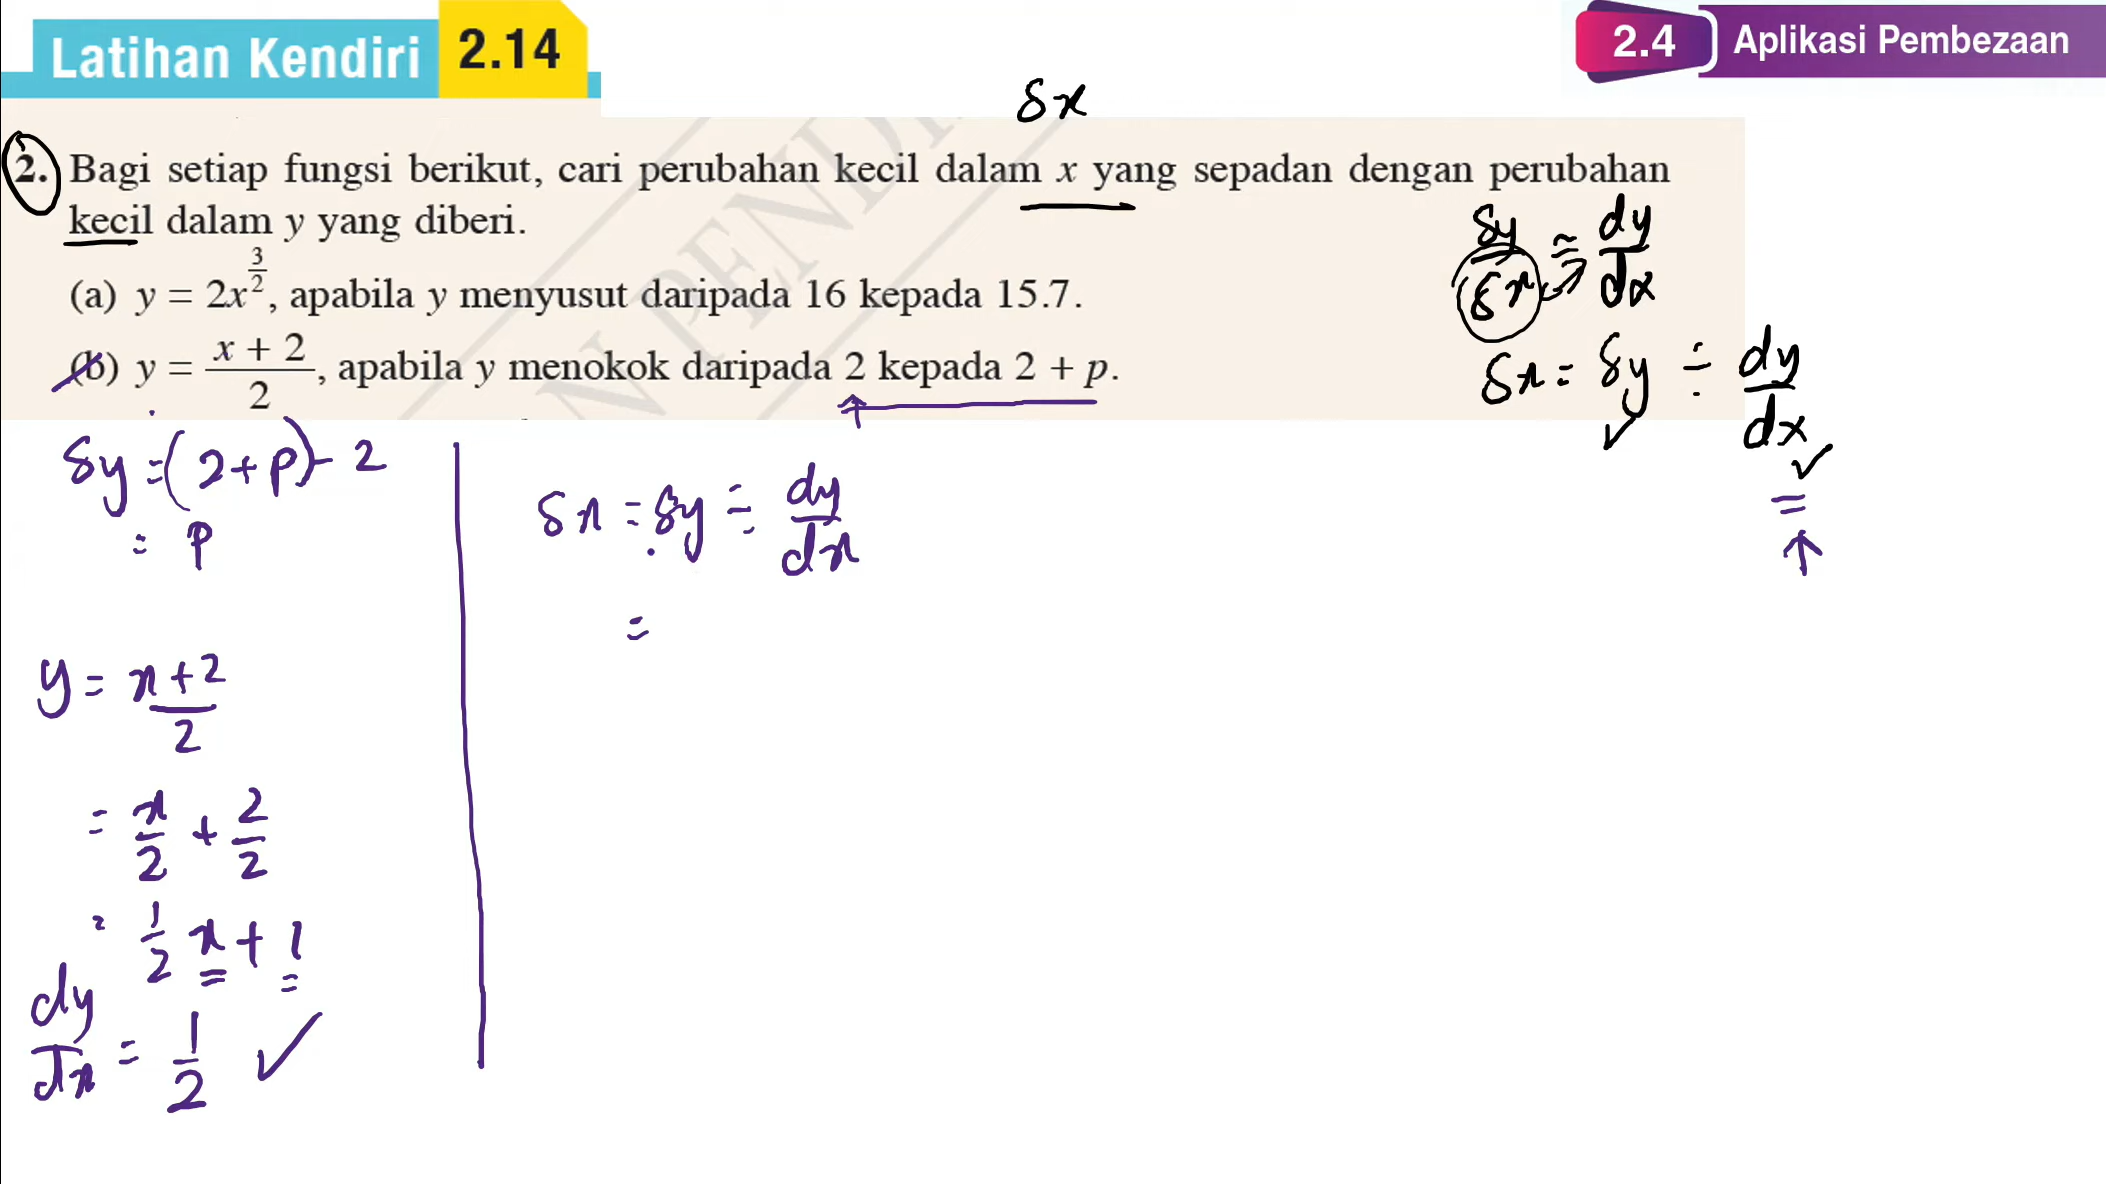 Latihan Kendiri 2.14
2.4 Aplikasi Pembezaan
δx
2. Bagi setiap fungsi berikut, cari perubahan kecil dalam x yang sepadan dengan perubahan
kecil dalam y yang diberi.
(a) y = 2x^(3/2), apabila y menyusut daripada 16 kepada 15.7.
(b) y = (x + 2)/2, apabila y menokok daripada 2 kepada 2 + p.
δy/δx ≅ dy/dx
δx = δy ÷ dy/dx
=
δy = (2+p) - 2
= p
y = x+2/2
= x/2 + 2/2
= 1/2 x + 1
dy/dx = 1/2 ✓
δx = δy ÷ dy/dx
=